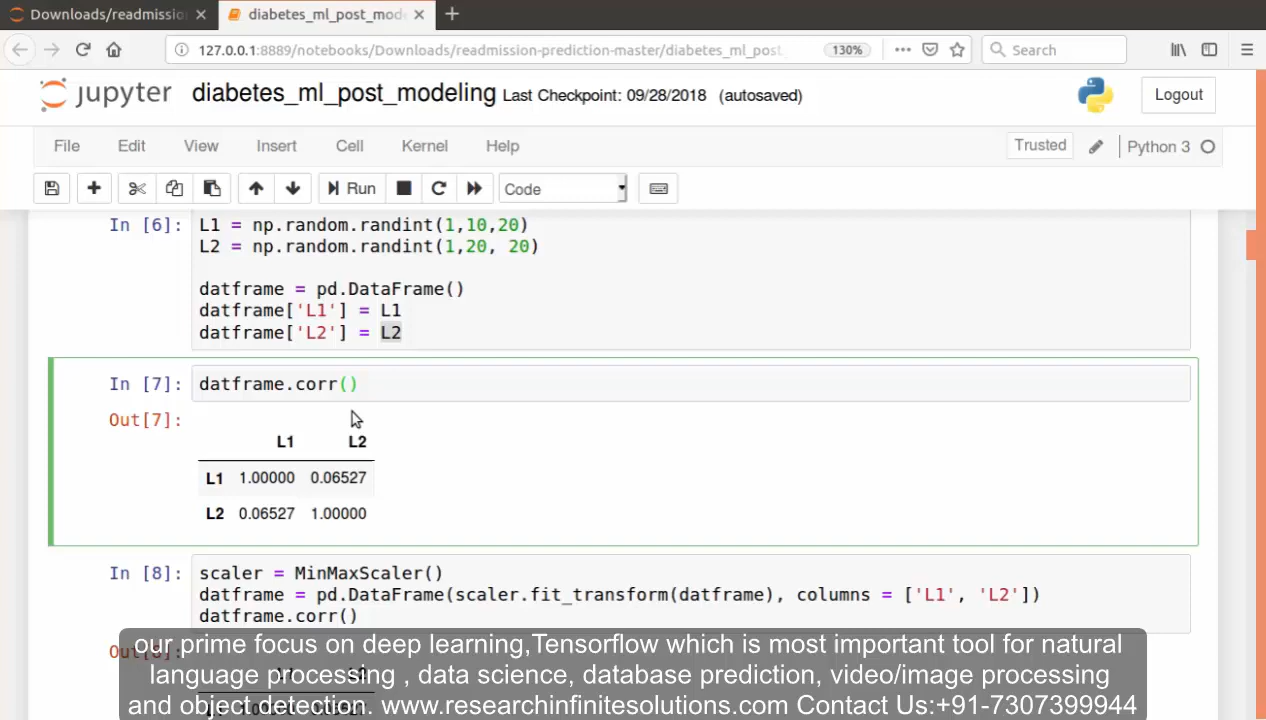 Downloads/readmissio
diabetes_ml_post_mode
127.0.0.1:8889/notebooks/Downloads/readmission-prediction-master/diabetes_ml_post.
130%
Search
jupyter
diabetes_ml_post_modeling Last Checkpoint: 09/28/2018 (autosaved)
Logout
File Edit View Insert Cell Kernel Help
Trusted
Python 3
Run
Code
In [6]: L1 = np.random.randint(1,10,20)
L2 = np.random.randint(1,20, 20)
datframe = pd.DataFrame()
datframe['L1'] = L1
datframe['L2'] = L2
In [7]: datframe.corr()
Out[7]:
L1 L2
L1 1.00000 0.06527
L2 0.06527 1.00000
In [8]: scaler = MinMaxScaler()
datframe = pd.DataFrame(scaler.fit_transform(datframe), columns = ['L1', 'L2'])
datframe.corr()
our prime focus on deep learning,Tensorflow which is most important tool for natural
language processing , data science, database prediction, video/image processing
and object detection. www.researchinfinitesolutions.com Contact Us:+91-7307399944